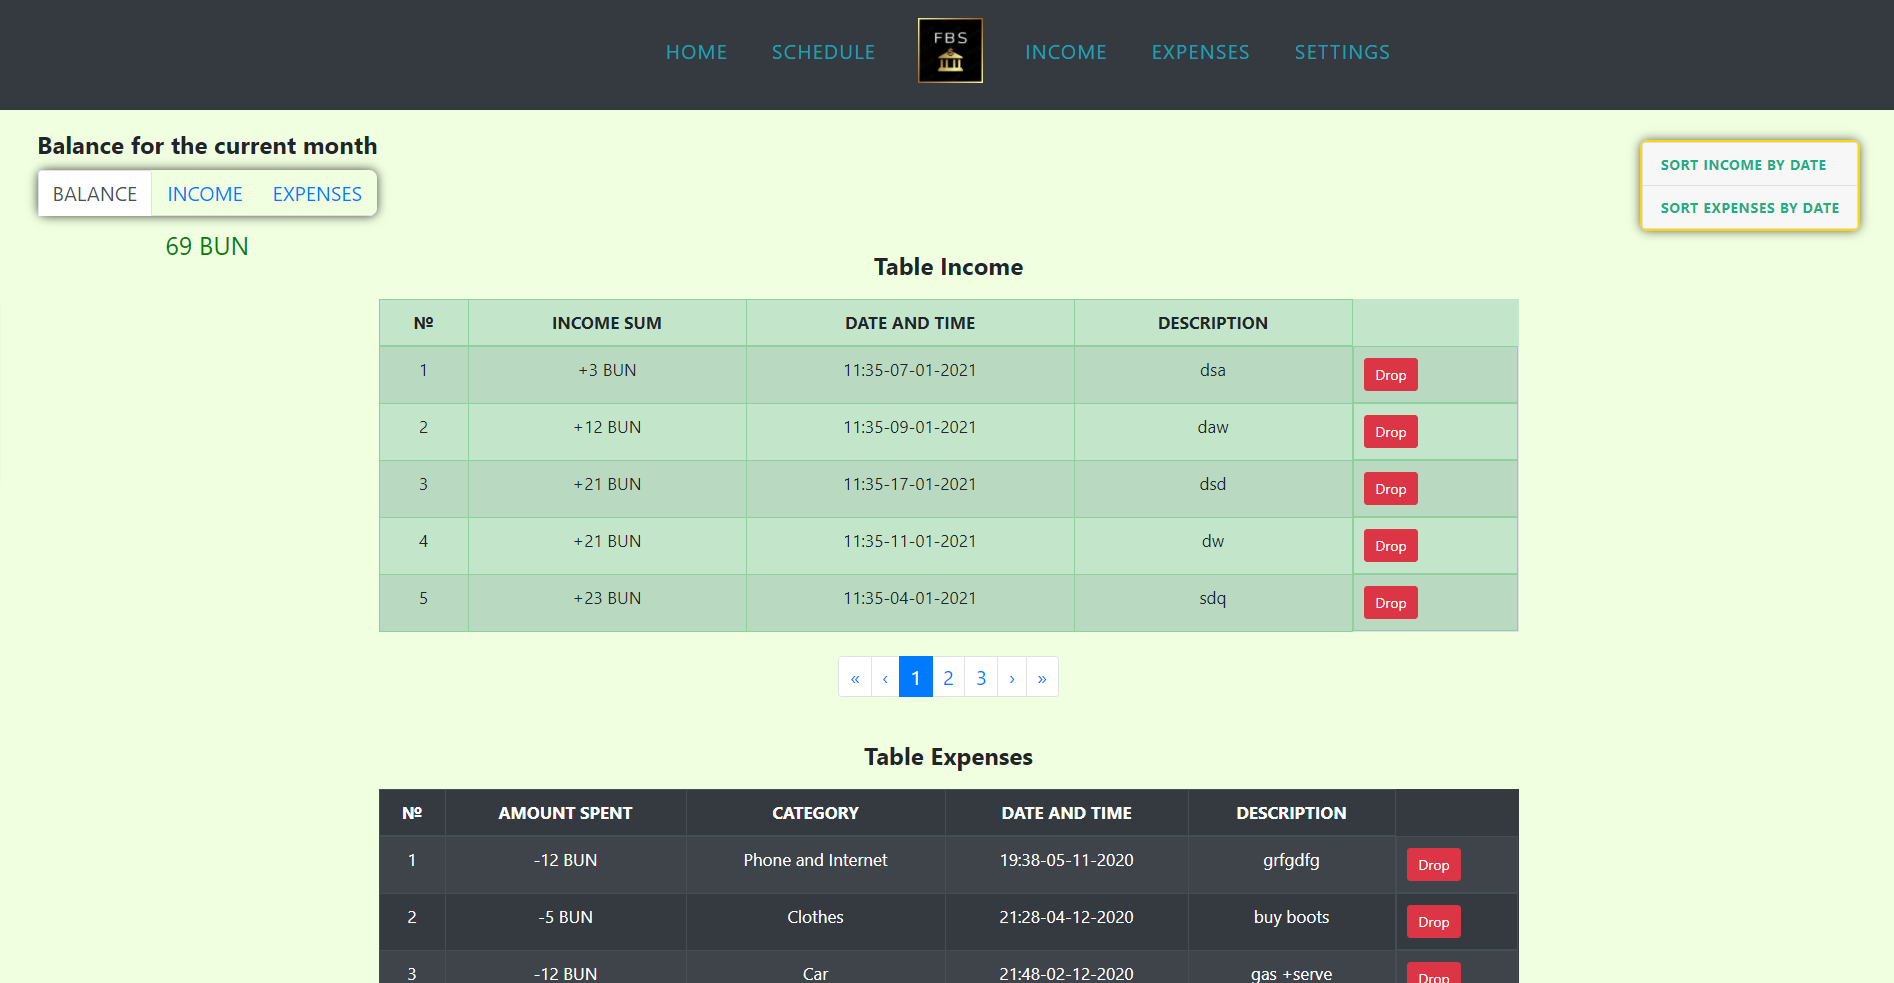 HOME SCHEDULE FBS INCOME EXPENSES SETTINGS
Balance for the current month
BALANCE INCOME EXPENSES
69 BUN
SORT INCOME BY DATE
SORT EXPENSES BY DATE
Table Income
Nº INCOME SUM DATE AND TIME DESCRIPTION
1 +3 BUN 11:35-07-01-2021 dsa Drop
2 +12 BUN 11:35-09-01-2021 daw Drop
3 +21 BUN 11:35-17-01-2021 dsd Drop
4 +21 BUN 11:35-11-01-2021 dw Drop
5 +23 BUN 11:35-04-01-2021 sdq Drop
« ‹ 1 2 3 › »
Table Expenses
Nº AMOUNT SPENT CATEGORY DATE AND TIME DESCRIPTION
1 -12 BUN Phone and Internet 19:38-05-11-2020 grfgdfg Drop
2 -5 BUN Clothes 21:28-04-12-2020 buy boots Drop
3 -12 BUN Car 21:48-02-12-2020 gas +serve Drop